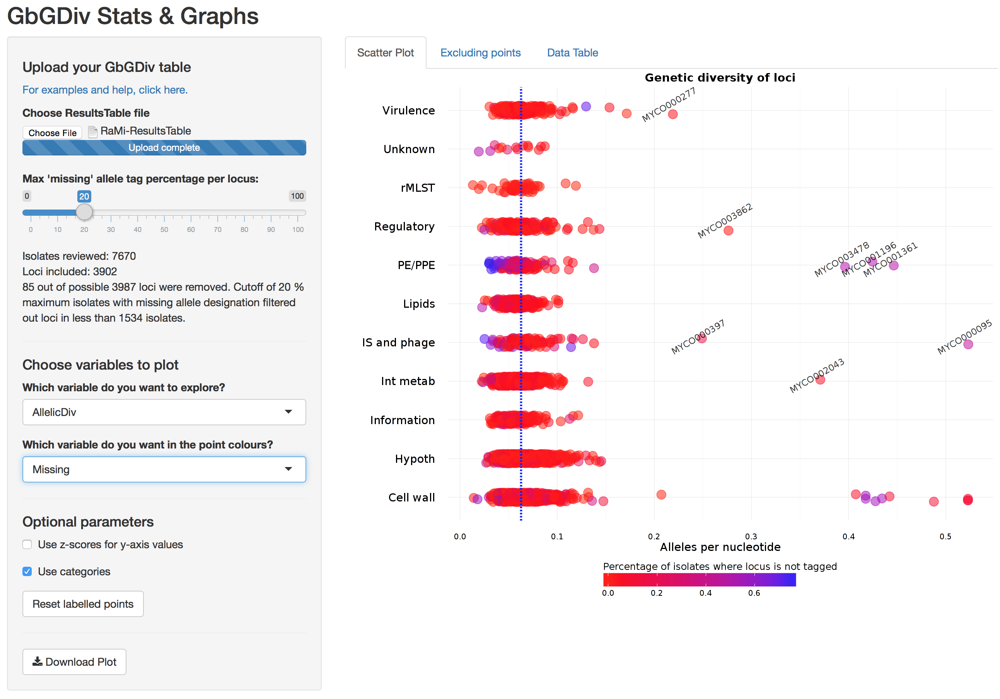 GbGDiv Stats & Graphs
Upload your GbGDiv table
For examples and help, click here.
Choose ResultsTable file
Choose File RaMi-ResultsTable
Upload complete
Max 'missing' allele tag percentage per locus:
0 20 100
0 10 20 30 40 50 60 70 80 90 100
Isolates reviewed: 7670
Loci included: 3902
85 out of possible 3987 loci were removed. Cutoff of 20 %
maximum isolates with missing allele designation filtered
out loci in less than 1534 isolates.
Choose variables to plot
Which variable do you want to explore?
AllelicDiv
Which variable do you want in the point colours?
Missing
Optional parameters
Use z-scores for y-axis values
Use categories
Reset labelled points
Download Plot
Scatter Plot Excluding points Data Table
Genetic diversity of loci
Virulence
MYCO000277
Unknown
rMLST
Regulatory
MYCO003862
PE/PPE
MYCO003478
MYCO001196
MYCO001361
Lipids
IS and phage
MYCO000397
MYCO000095
Int metab
MYCO002043
Information
Hypoth
Cell wall
0.0 0.1 0.2 0.3 0.4 0.5
Alleles per nucleotide
Percentage of isolates where locus is not tagged
0.0 0.2 0.4 0.6